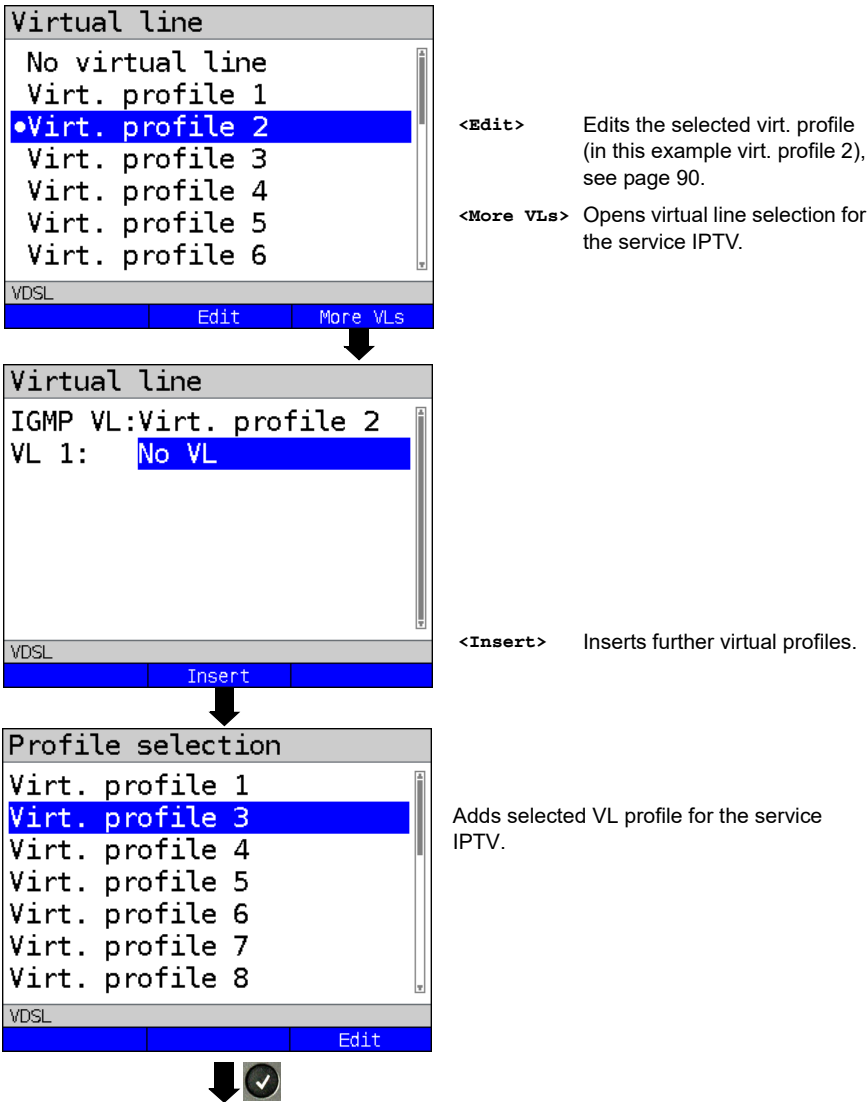 Virtual line
No virtual line
Virt. profile 1
•Virt. profile 2
Virt. profile 3
Virt. profile 4
Virt. profile 5
Virt. profile 6
VDSL
Edit More VLs
<Edit> Edits the selected virt. profile
(in this example virt. profile 2),
see page 90.
<More VLs> Opens virtual line selection for
the service IPTV.
Virtual line
IGMP VL:Virt. profile 2
VL 1: No VL
VDSL
Insert
<Insert> Inserts further virtual profiles.
Profile selection
Virt. profile 1
Virt. profile 3
Virt. profile 4
Virt. profile 5
Virt. profile 6
Virt. profile 7
Virt. profile 8
VDSL
Edit
Adds selected VL profile for the service
IPTV.